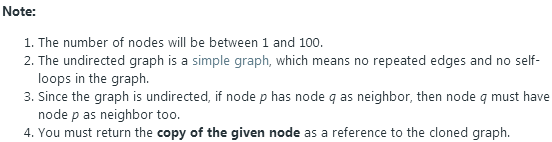 Note:
1. The number of nodes will be between 1 and 100.
2. The undirected graph is a simple graph, which means no repeated edges and no self-
loops in the graph.
3. Since the graph is undirected, if node p has node q as neighbor, then node q must have
node p as neighbor too.
4. You must return the copy of the given node as a reference to the cloned graph.